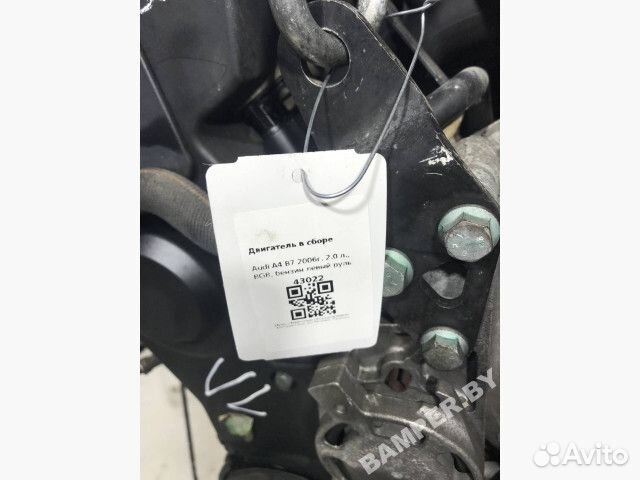 Двигатель в сборе
Audi A4 B7 2006г. 2.0 л.,
BGB, бензин левый руль
43022
BAMPER.BY
Avito